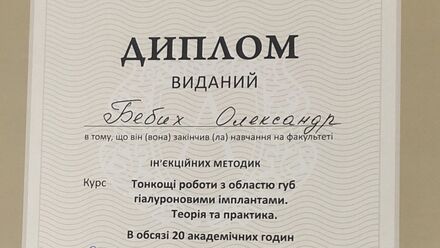 ДИПЛОМ
ВИДАНИЙ
Бебих Олександр
в тому, що він (вона) закінчив (ла) навчання на факультеті
ІН'ЄКЦІЙНИХ МЕТОДИК
Курс Тонкощі роботи з областю губ
гіалуроновими імплантами.
Теорія та практика.
В обсязі 20 академічних годин